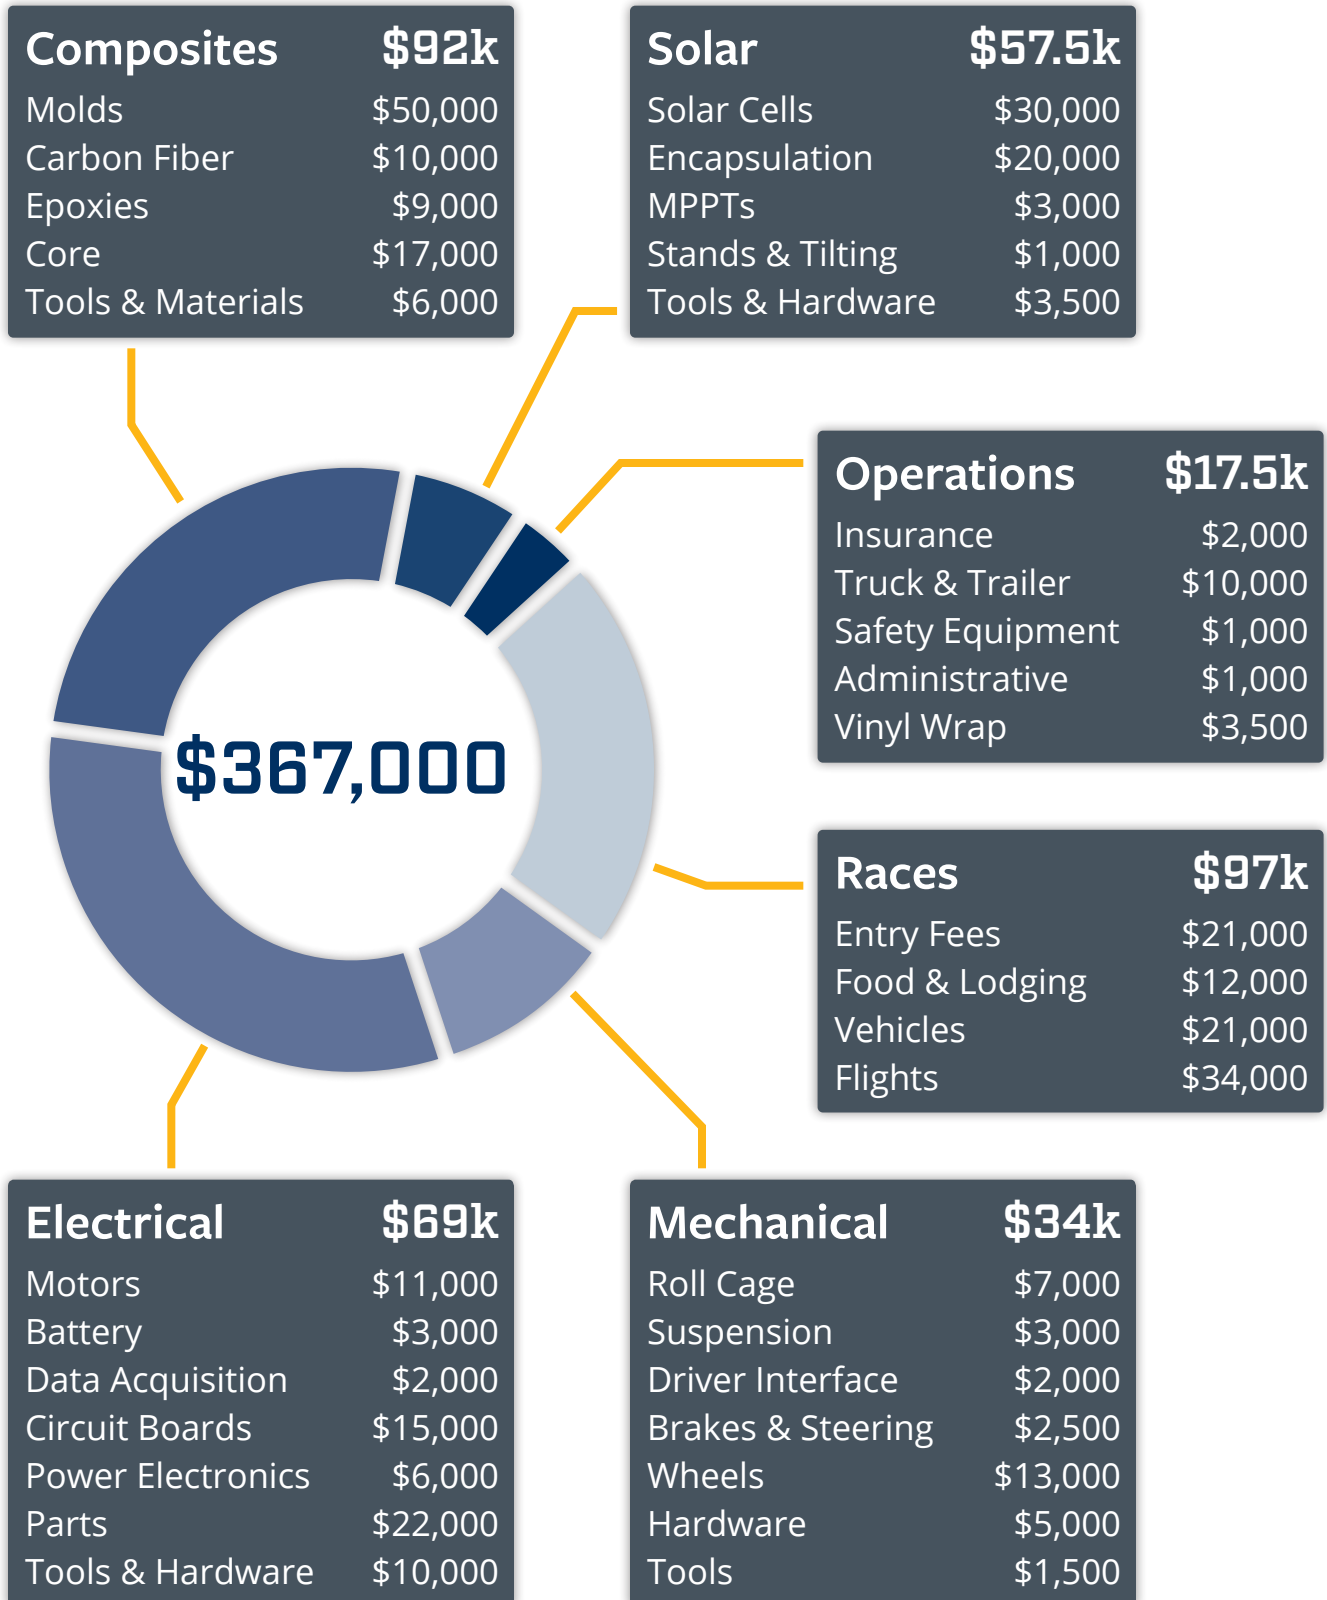 Composites $92k
Molds $50,000
Carbon Fiber $10,000
Epoxies $9,000
Core $17,000
Tools & Materials $6,000
Solar $57.5k
Solar Cells $30,000
Encapsulation $20,000
MPPTs $3,000
Stands & Tilting $1,000
Tools & Hardware $3,500
Operations $17.5k
Insurance $2,000
Truck & Trailer $10,000
Safety Equipment $1,000
Administrative $1,000
Vinyl Wrap $3,500
$367,000
Races $97k
Entry Fees $21,000
Food & Lodging $12,000
Vehicles $21,000
Flights $34,000
Electrical $69k
Motors $11,000
Battery $3,000
Data Acquisition $2,000
Circuit Boards $15,000
Power Electronics $6,000
Parts $22,000
Tools & Hardware $10,000
Mechanical $34k
Roll Cage $7,000
Suspension $3,000
Driver Interface $2,000
Brakes & Steering $2,500
Wheels $13,000
Hardware $5,000
Tools $1,500